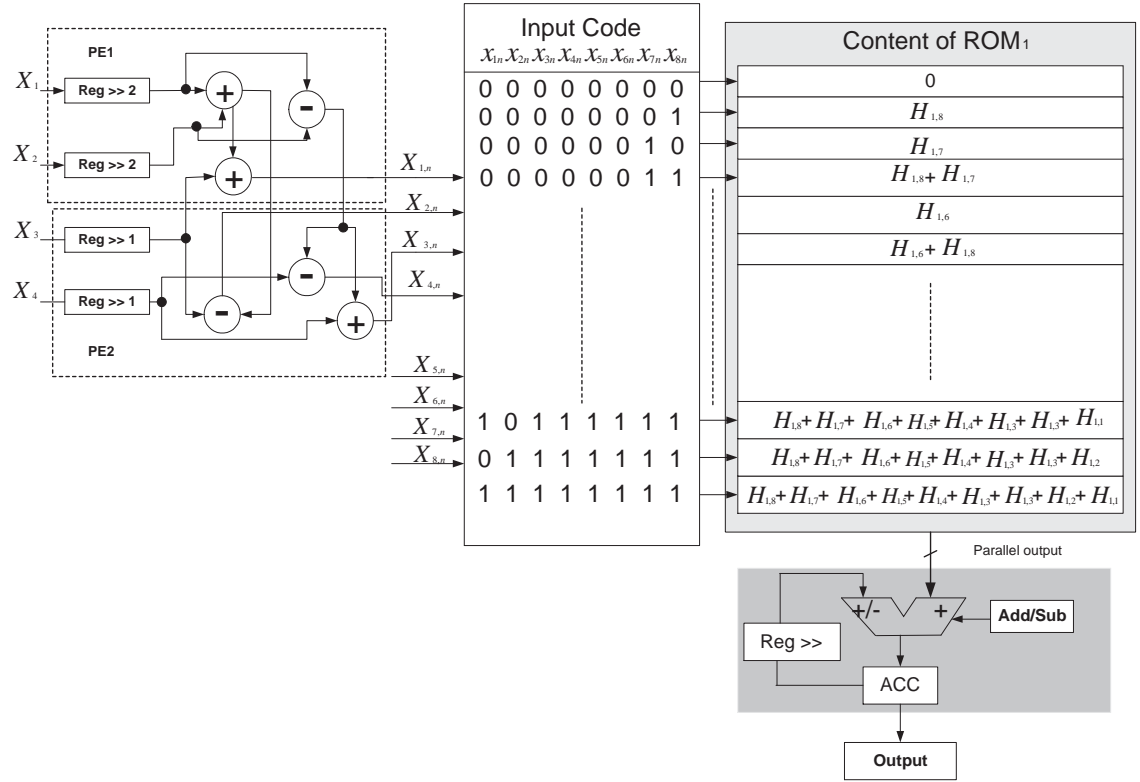 PE1
X1
Reg >> 2
X2
Reg >> 2
X3
Reg >> 1
X4
Reg >> 1
PE2
+
-
+
-
-
+
X1,n
X2,n
X3,n
X4,n
X5,n
X6,n
X7,n
X8,n
Input Code
x1n x2n x3n x4n x5n x6n x7n x8n
0 0 0 0 0 0 0 0
0 0 0 0 0 0 0 1
0 0 0 0 0 0 1 0
0 0 0 0 0 0 1 1
1 0 1 1 1 1 1 1
0 1 1 1 1 1 1 1
1 1 1 1 1 1 1 1
Content of ROM1
0
H1,8
H1,7
H1,8+ H1,7
H1,6
H1,6+ H1,8
H1,8+ H1,7+ H1,6+ H1,5+ H1,4+ H1,3+ H1,3+ H1,1
H1,8+ H1,7+ H1,6+ H1,5+ H1,4+ H1,3+ H1,3+ H1,2
H1,8+ H1,7+ H1,6+ H1,5+ H1,4+ H1,3+ H1,3+ H1,2+ H1,1
Parallel output
+/- +
Add/Sub
Reg >>
ACC
Output